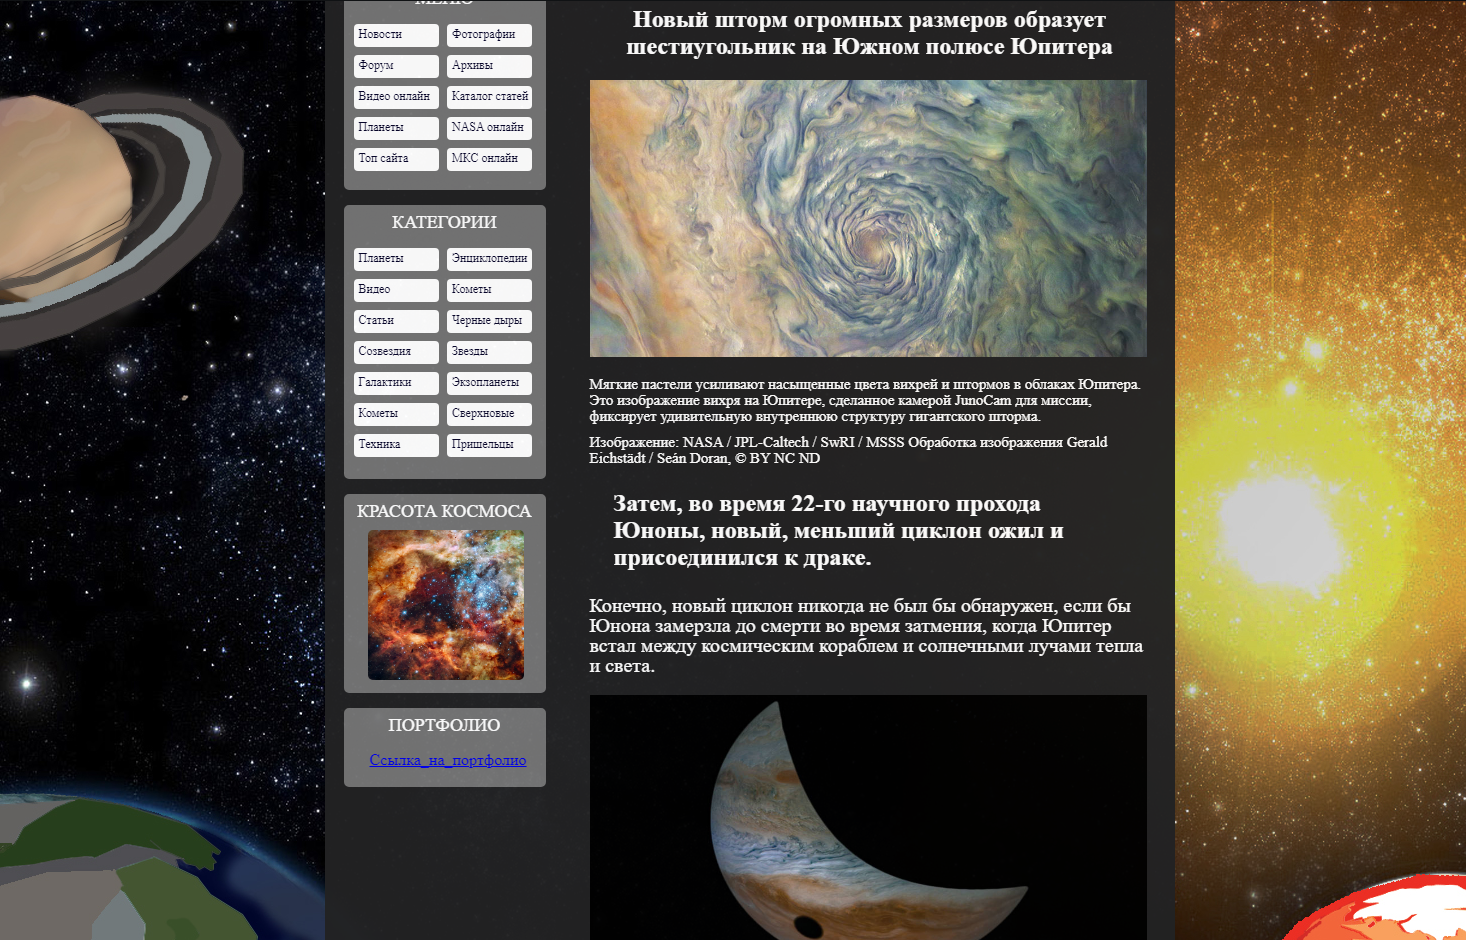 МЕНЮ
Новости
Фотографии
Форум
Архивы
Видео онлайн
Каталог статей
Планеты
NASA онлайн
Топ сайта
МКС онлайн
КАТЕГОРИИ
Планеты
Энциклопедии
Видео
Кометы
Статьи
Черные дыры
Созвездия
Звезды
Галактики
Экзопланеты
Кометы
Сверхновые
Техника
Пришельцы
КРАСОТА КОСМОСА
ПОРТФОЛИО
Ссылка_на_портфолио
Новый шторм огромных размеров образует
шестиугольник на Южном полюсе Юпитера
Мягкие пастели усиливают насыщенные цвета вихрей и штормов в облаках Юпитера.
Это изображение вихря на Юпитере, сделанное камерой JunoCam для миссии,
фиксирует удивительную внутреннюю структуру гигантского шторма.
Изображение: NASA / JPL-Caltech / SwRI / MSSS Обработка изображения Gerald
Eichstädt / Seán Doran, © BY NC ND
Затем, во время 22-го научного прохода
Юноны, новый, меньший циклон ожил и
присоединился к драке.
Конечно, новый циклон никогда не был бы обнаружен, если бы
Юнона замерзла до смерти во время затмения, когда Юпитер
встал между космическим кораблем и солнечными лучами тепла
и света.